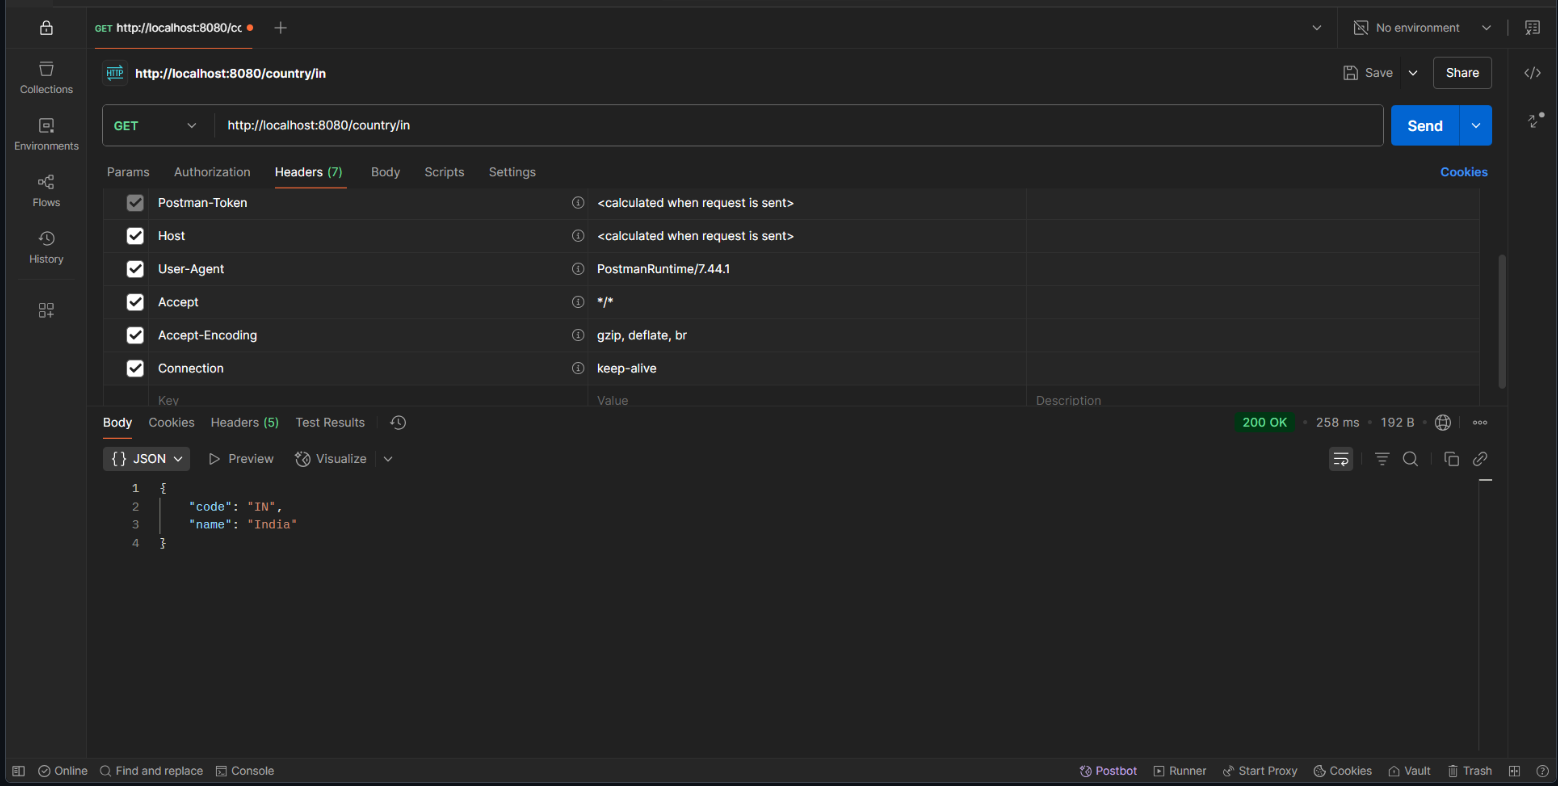 GET http://localhost:8080/cc
No environment
Collections
Environments
Flows
History
HTTP http://localhost:8080/country/in
Save
Share
GET http://localhost:8080/country/in
Send
Params Authorization Headers (7) Body Scripts Settings Cookies
Postman-Token <calculated when request is sent>
Host <calculated when request is sent>
User-Agent PostmanRuntime/7.44.1
Accept */*
Accept-Encoding gzip, deflate, br
Connection keep-alive
Key Value Description
Body Cookies Headers (5) Test Results 200 OK 258 ms 192 B
{} JSON Preview Visualize
1 {
2 "code": "IN",
3 "name": "India"
4 }
Online Find and replace Console Postbot Runner Start Proxy Cookies Vault Trash